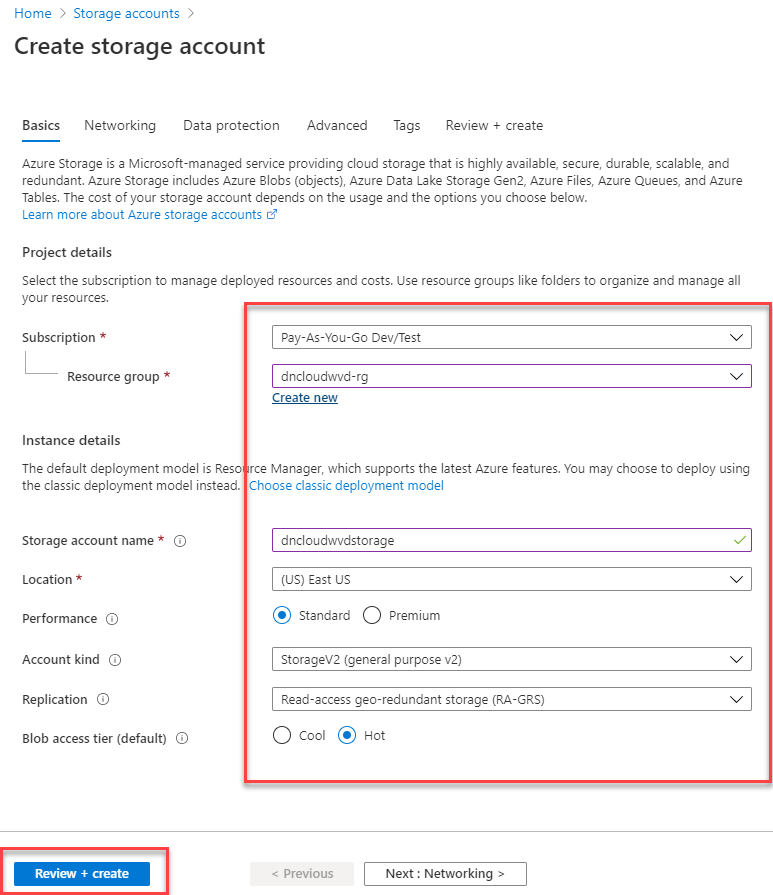 Home > Storage accounts >
Create storage account
Basics Networking Data protection Advanced Tags Review + create
Azure Storage is a Microsoft-managed service providing cloud storage that is highly available, secure, durable, scalable, and
redundant. Azure Storage includes Azure Blobs (objects), Azure Data Lake Storage Gen2, Azure Files, Azure Queues, and Azure
Tables. The cost of your storage account depends on the usage and the options you choose below.
Learn more about Azure storage accounts
Project details
Select the subscription to manage deployed resources and costs. Use resource groups like folders to organize and manage all
your resources.
Subscription * Pay-As-You-Go Dev/Test
Resource group * dncloudwvd-rg
Create new
Instance details
The default deployment model is Resource Manager, which supports the latest Azure features. You may choose to deploy using
the classic deployment model instead. Choose classic deployment model
Storage account name * dncloudwvdstorage
Location * (US) East US
Performance Standard Premium
Account kind StorageV2 (general purpose v2)
Replication Read-access geo-redundant storage (RA-GRS)
Blob access tier (default) Cool Hot
Review + create < Previous Next : Networking >